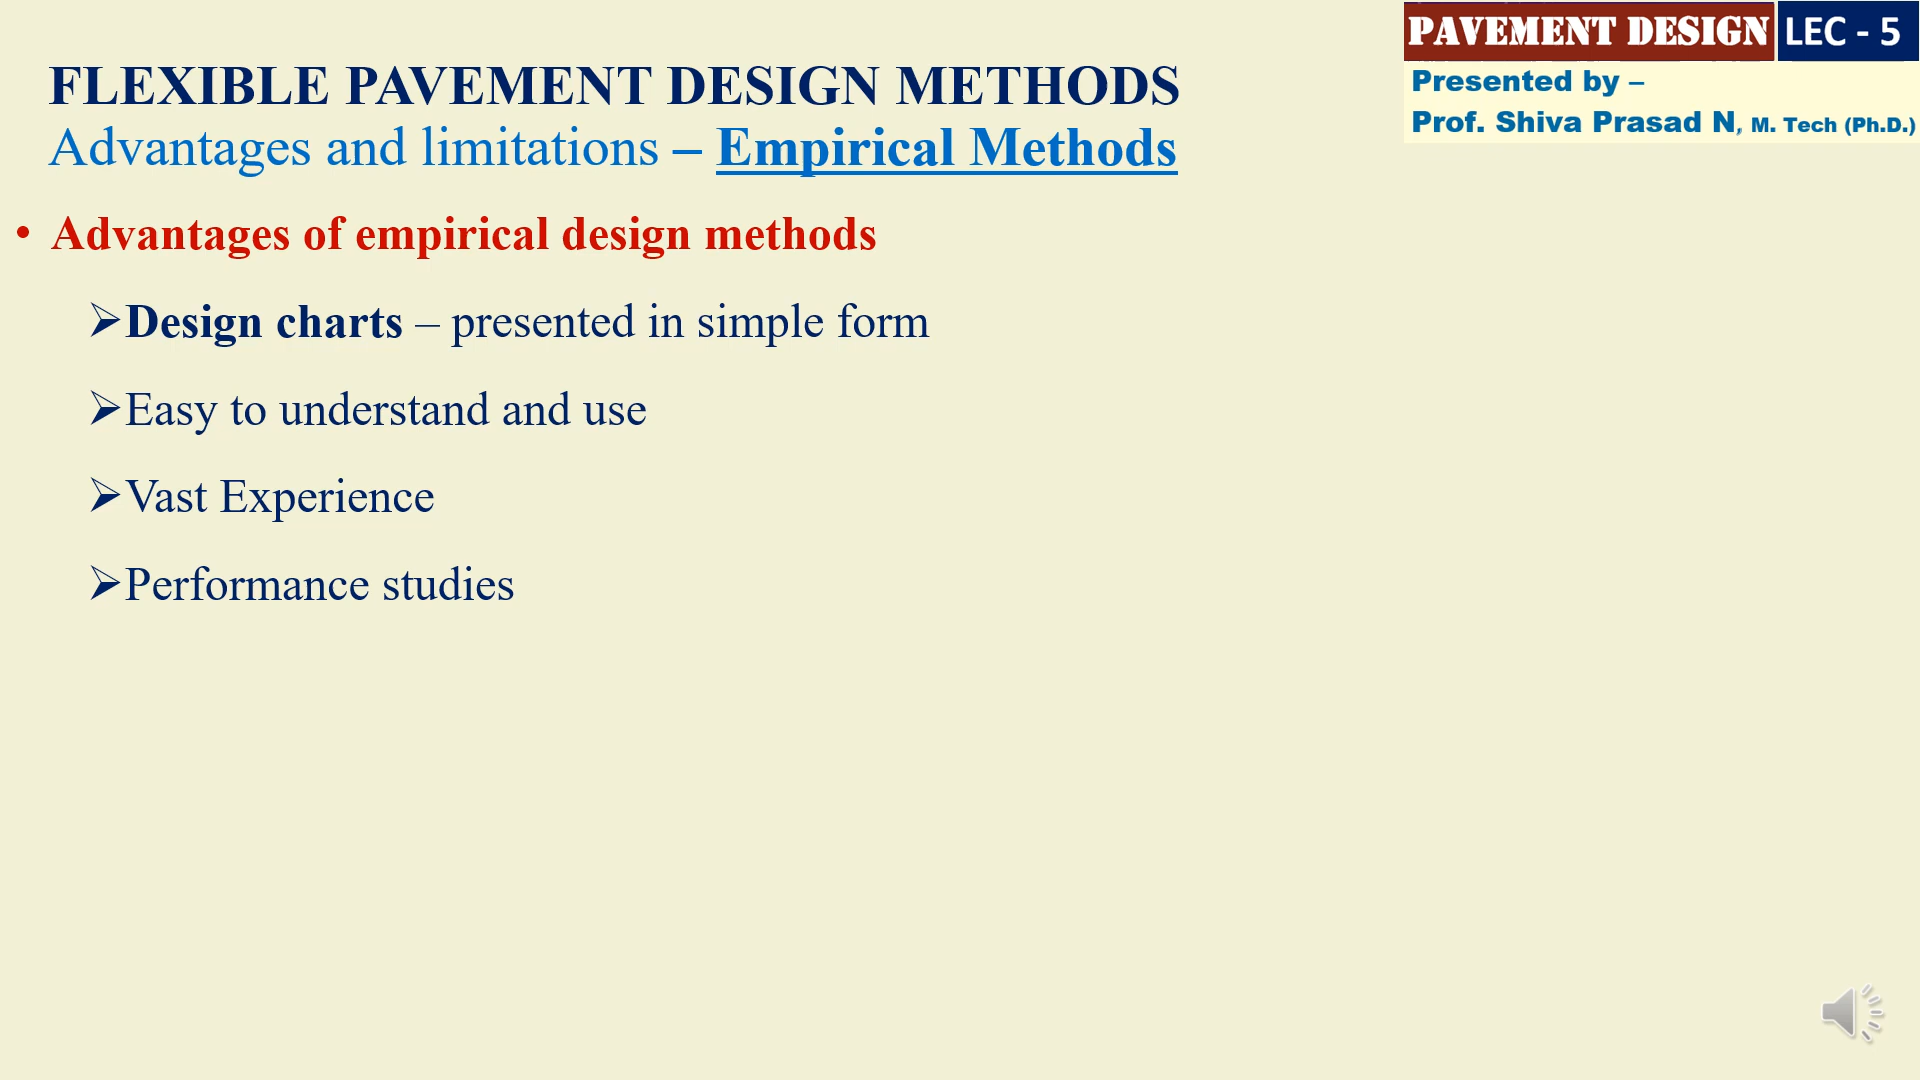 PAVEMENT DESIGN LEC - 5
Presented by –
Prof. Shiva Prasad N, M. Tech (Ph.D.)
FLEXIBLE PAVEMENT DESIGN METHODS
Advantages and limitations – Empirical Methods
• Advantages of empirical design methods
➢Design charts – presented in simple form
➢Easy to understand and use
➢Vast Experience
➢Performance studies